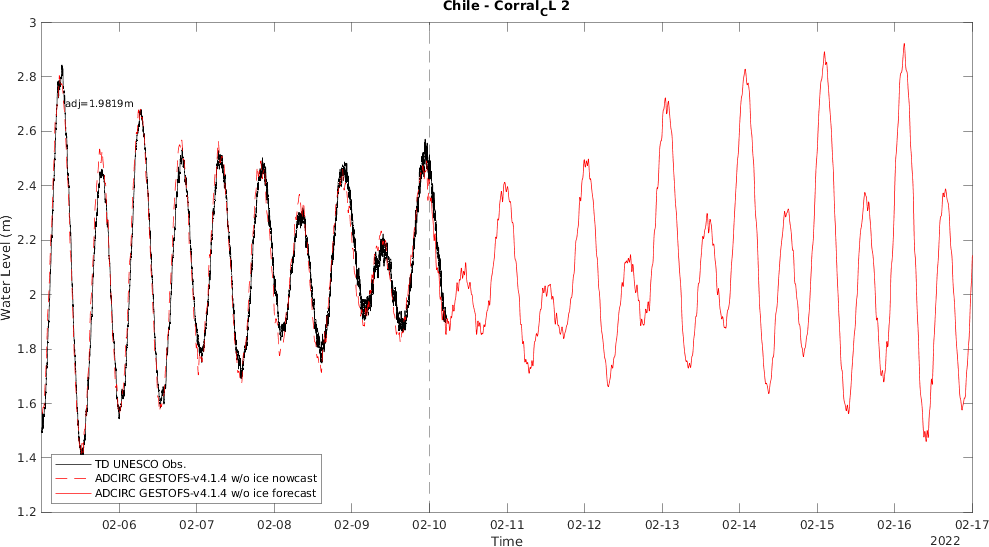 Chile - Corral_CL 2
adj=1.9819m
Water Level (m)
3
2.8
2.6
2.4
2.2
2
1.8
1.6
1.4
1.2
TD UNESCO Obs.
ADCIRC GESTOFS-v4.1.4 w/o ice nowcast
ADCIRC GESTOFS-v4.1.4 w/o ice forecast
02-06 02-07 02-08 02-09 02-10 02-11 02-12 02-13 02-14 02-15 02-16 02-17
Time
2022